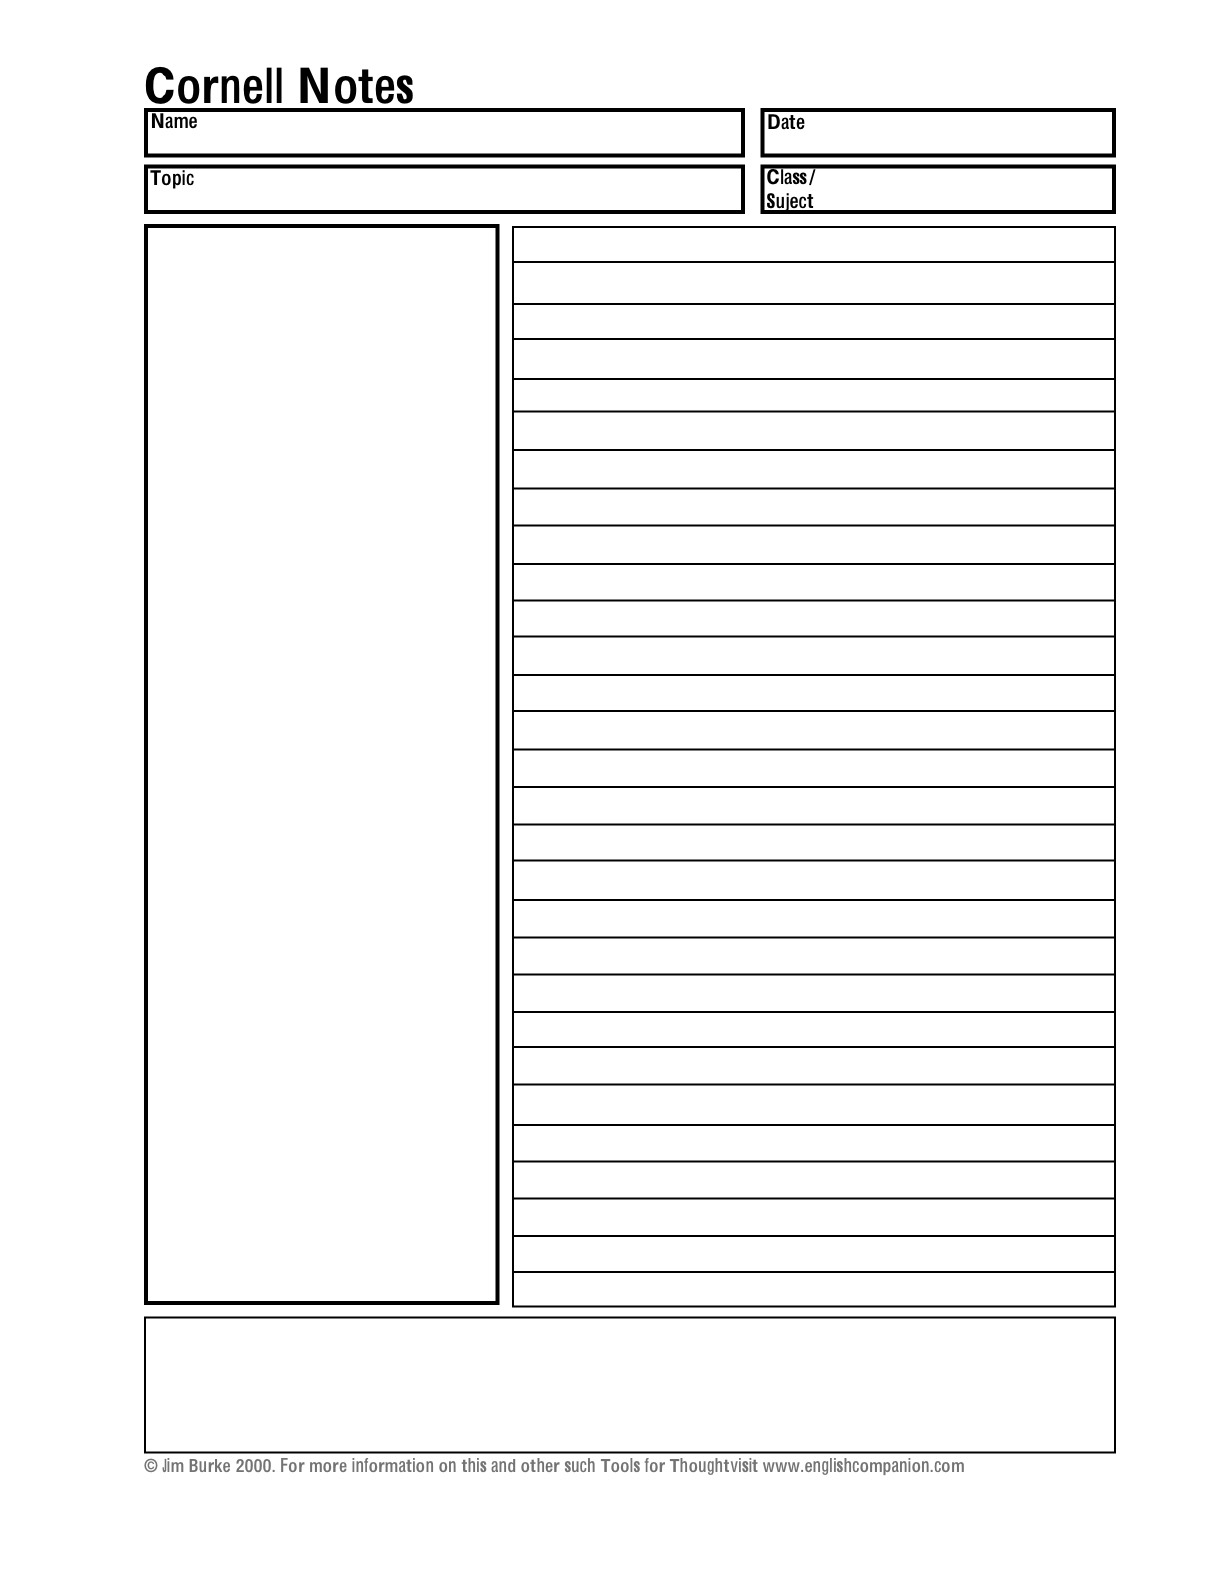 Cornell Notes
Name
Date
Topic
Class/
Suject
© Jim Burke 2000. For more information on this and other such Tools for Thoughtvisit www.englishcompanion.com